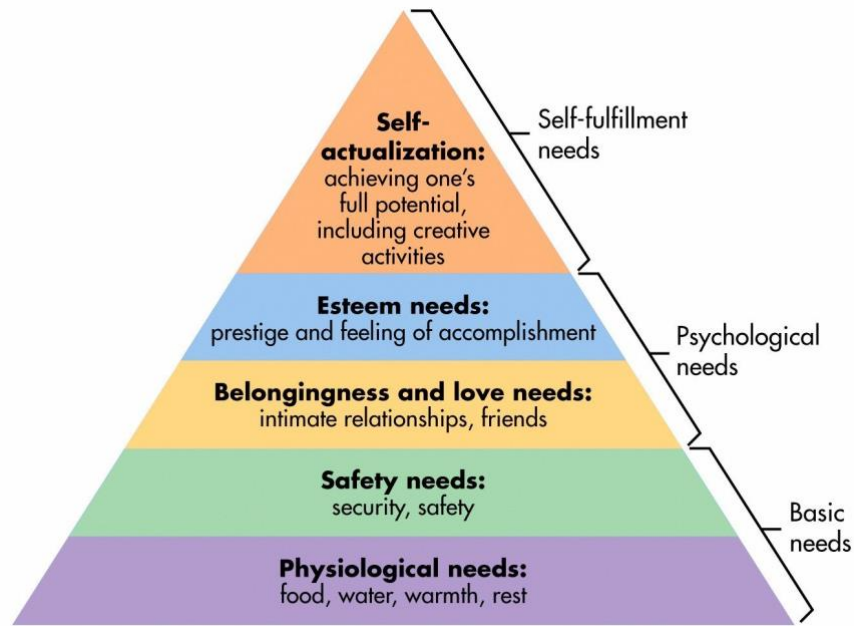 Self-
actualization:
achieving one's
full potential,
including creative
activities
Self-fulfillment
needs
Esteem needs:
prestige and feeling of accomplishment
Belongingness and love needs:
intimate relationships, friends
Psychological
needs
Safety needs:
security, safety
Physiological needs:
food, water, warmth, rest
Basic
needs